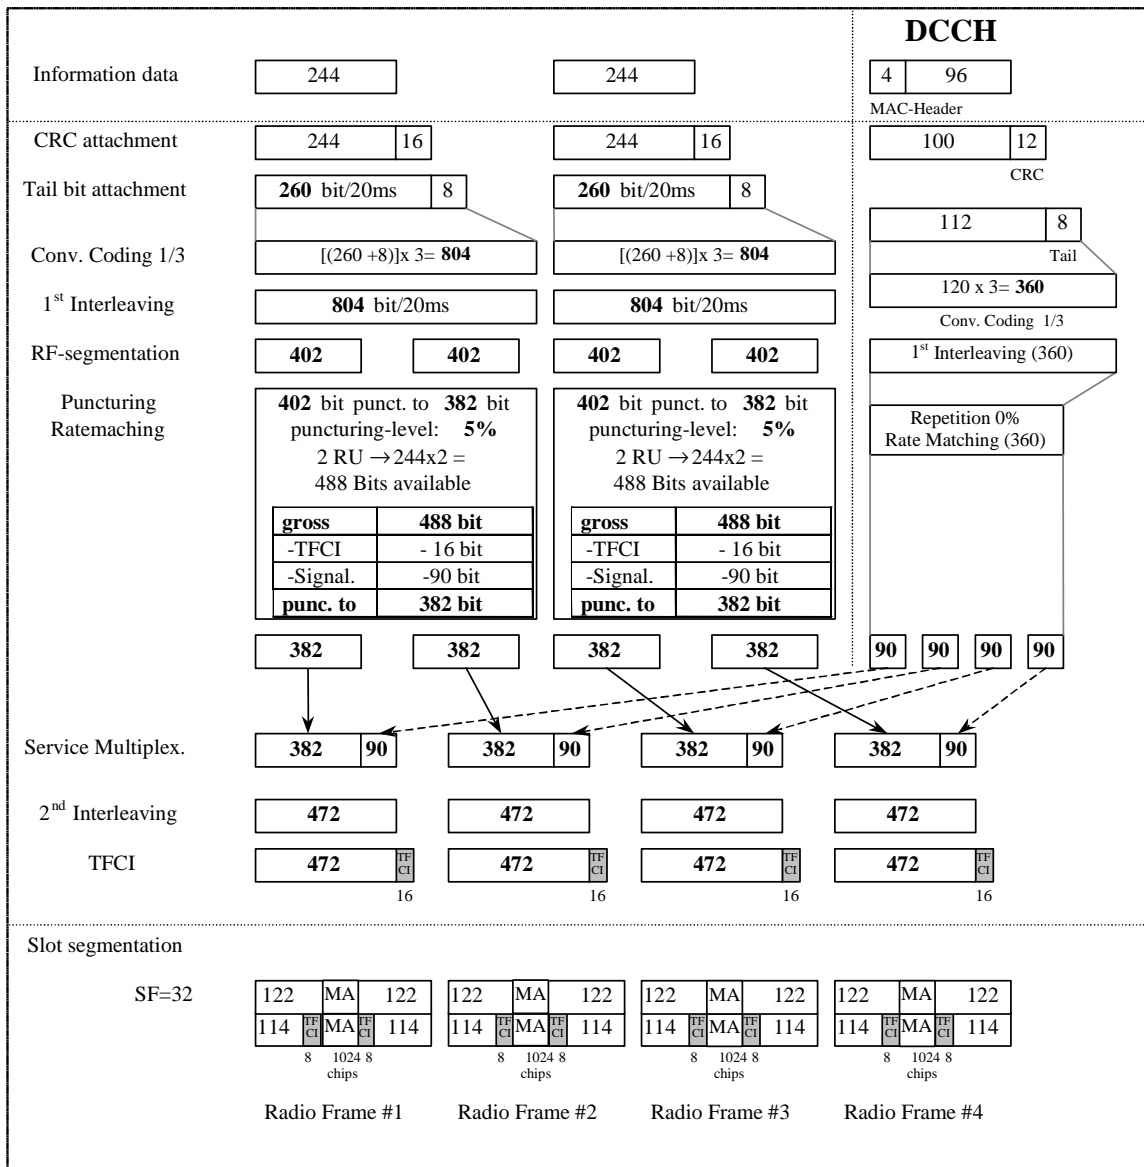 DCCH
Information data 244 244 4 96
MAC-Header
CRC attachment 244 16 244 16 100 12
CRC
Tail bit attachment 260 bit/20ms 8 260 bit/20ms 8
112 8
Tail
Conv. Coding 1/3 [(260 +8)]x 3= 804 [(260 +8)]x 3= 804
120 x 3= 360
Conv. Coding 1/3
1st Interleaving 804 bit/20ms 804 bit/20ms
RF-segmentation 402 402 402 402 1st Interleaving (360)
Puncturing 402 bit punct. to 382 bit 402 bit punct. to 382 bit
Ratemaching puncturing-level: 5% puncturing-level: 5%
Repetition 0%
Rate Matching (360)
2 RU →244x2 = 2 RU →244x2 =
488 Bits available 488 Bits available
gross 488 bit gross 488 bit
-TFCI - 16 bit -TFCI - 16 bit
-Signal. -90 bit -Signal. -90 bit
punc. to 382 bit punc. to 382 bit
382 382 382 382 90 90 90 90
Service Multiplex. 382 90 382 90 382 90 382 90
2nd Interleaving 472 472 472 472
TFCI 472 TF CI 472 TF CI 472 TF CI 472 TF CI
16 16 16 16
Slot segmentation
SF=32 122 MA 122 122 MA 122 122 MA 122 122 MA 122
114 TF CI MA TF CI 114 114 TF CI MA TF CI 114 114 TF CI MA TF CI 114 114 TF CI MA TF CI 114
8 1024 8 8 1024 8 8 1024 8 8 1024 8
chips chips chips chips
Radio Frame #1 Radio Frame #2 Radio Frame #3 Radio Frame #4